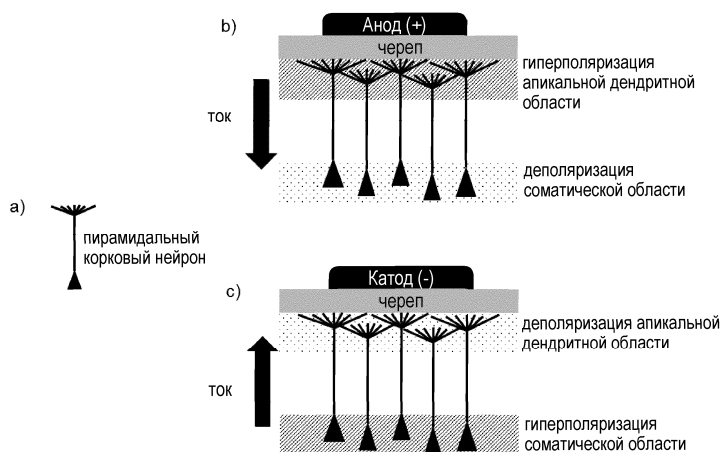 a)
пирамидальный
корковый нейрон
b)
Анод (+)
череп
гиперполяризация
апикальной дендритной
области
ток
деполяризация
соматической области
c)
Катод (-)
череп
деполяризация апикальной
дендритной области
ток
гиперполяризация
соматической области